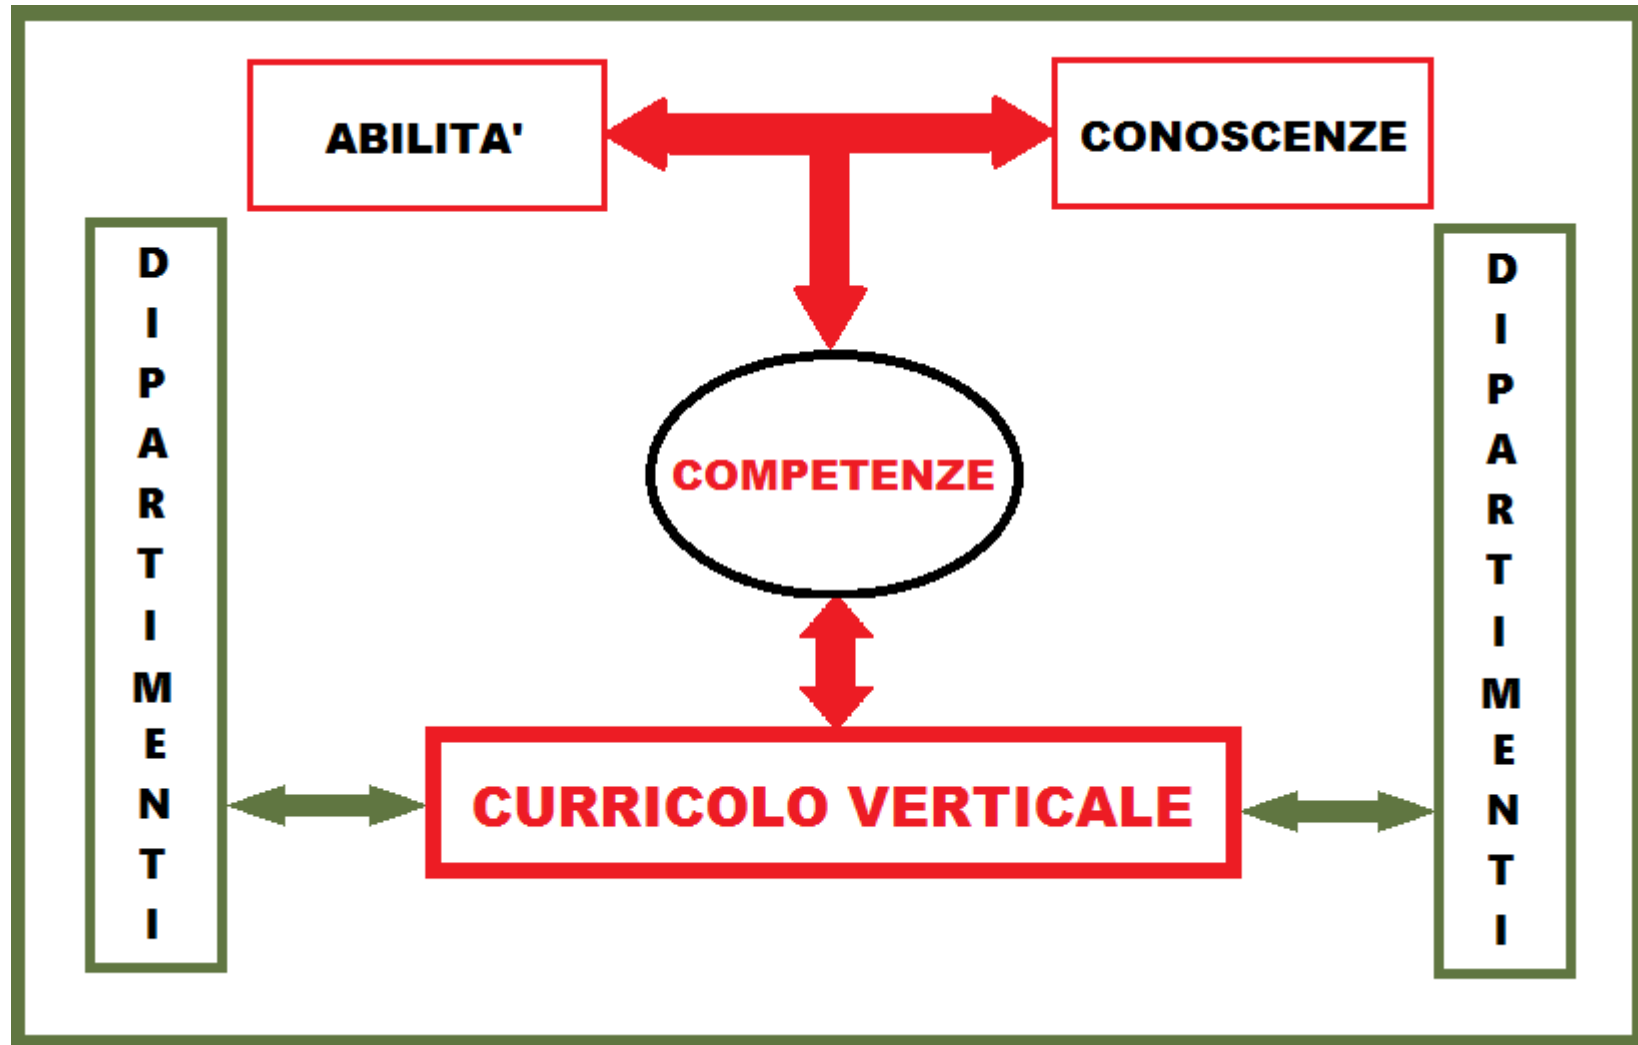 ABILITA'
CONOSCENZE
DIPARTIMENTI
COMPETENZE
DIPARTIMENTI
CURRICOLO VERTICALE